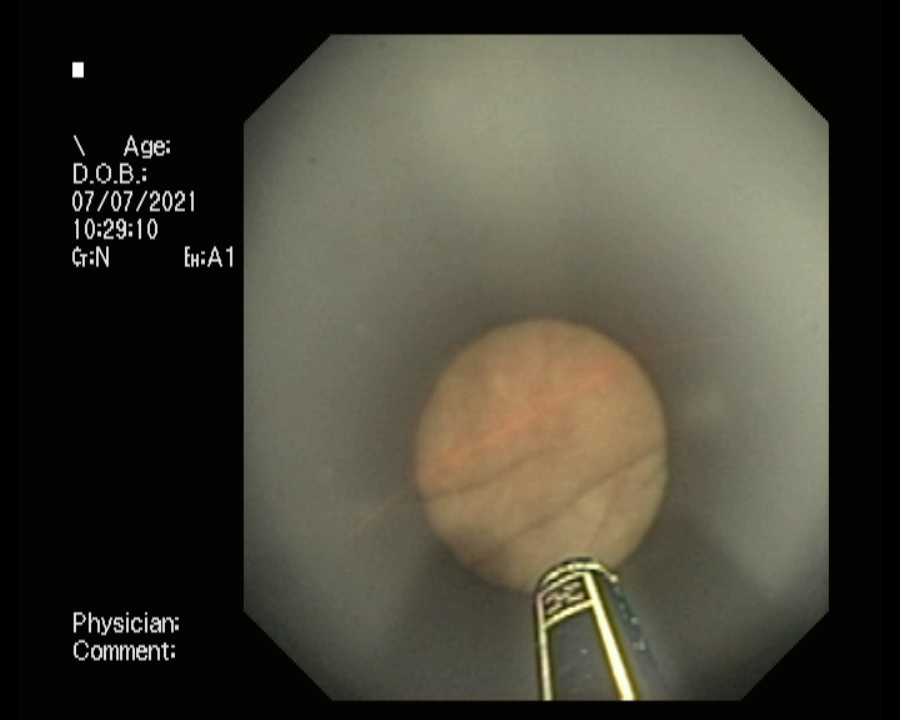 \ Age:
D.O.B.:
07/07/2021
10:29:10
Cr:N EH:A1
Physician:
Comment: